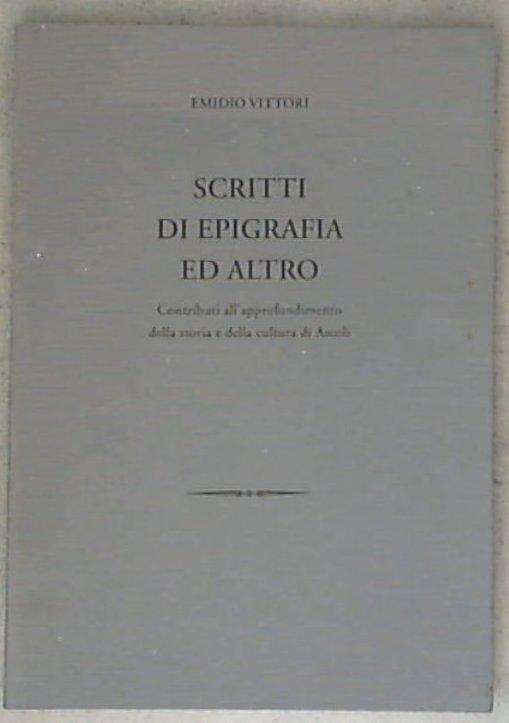 EMIDIO VITTORI
SCRITTI
DI EPIGRAFIA
ED ALTRO
Contributi all'approfondimento
della storia e della cultura di Ascoli